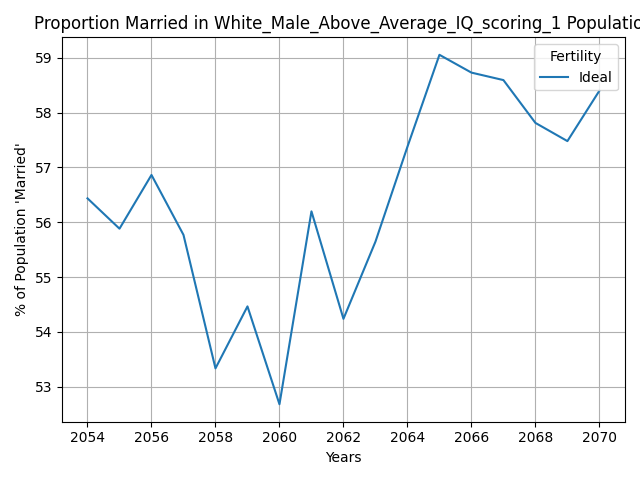 Proportion Married in White_Male_Above_Average_IQ_scoring_1 Populatio
Fertility
Ideal
59
58
57
56
55
54
53
% of Population 'Married'
2054 2056 2058 2060 2062 2064 2066 2068 2070
Years